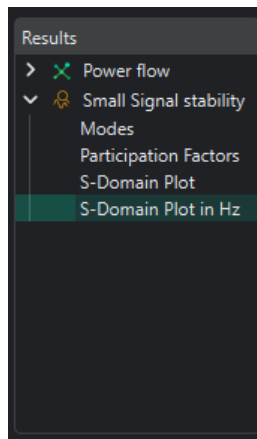 Results
Power flow
Small Signal stability
Modes
Participation Factors
S-Domain Plot
S-Domain Plot in Hz